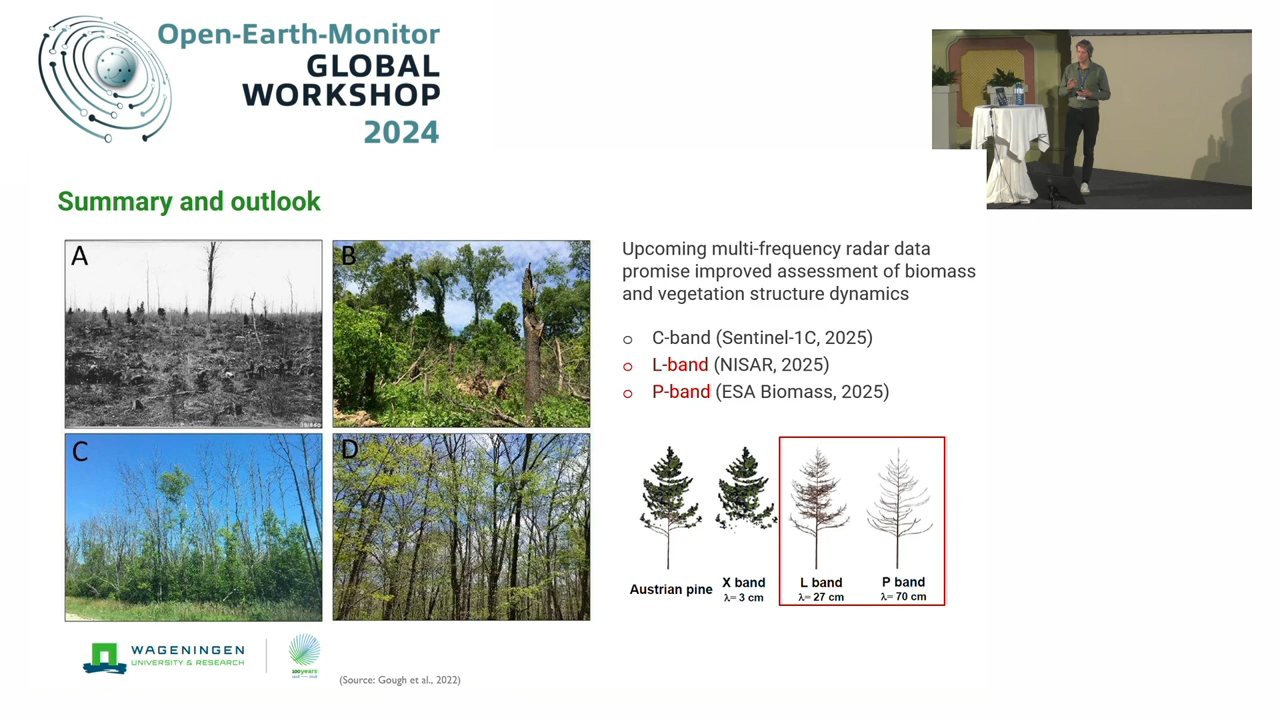 Open-Earth-Monitor
GLOBAL
WORKSHOP
2024
Summary and outlook
A
B
C
D
Upcoming multi-frequency radar data
promise improved assessment of biomass
and vegetation structure dynamics
o C-band (Sentinel-1C, 2025)
o L-band (NISAR, 2025)
o P-band (ESA Biomass, 2025)
Austrian pine
X band
λ= 3 cm
L band
λ= 27 cm
P band
λ= 70 cm
WAGENINGEN
UNIVERSITY & RESEARCH
100years
(Source: Gough et al., 2022)